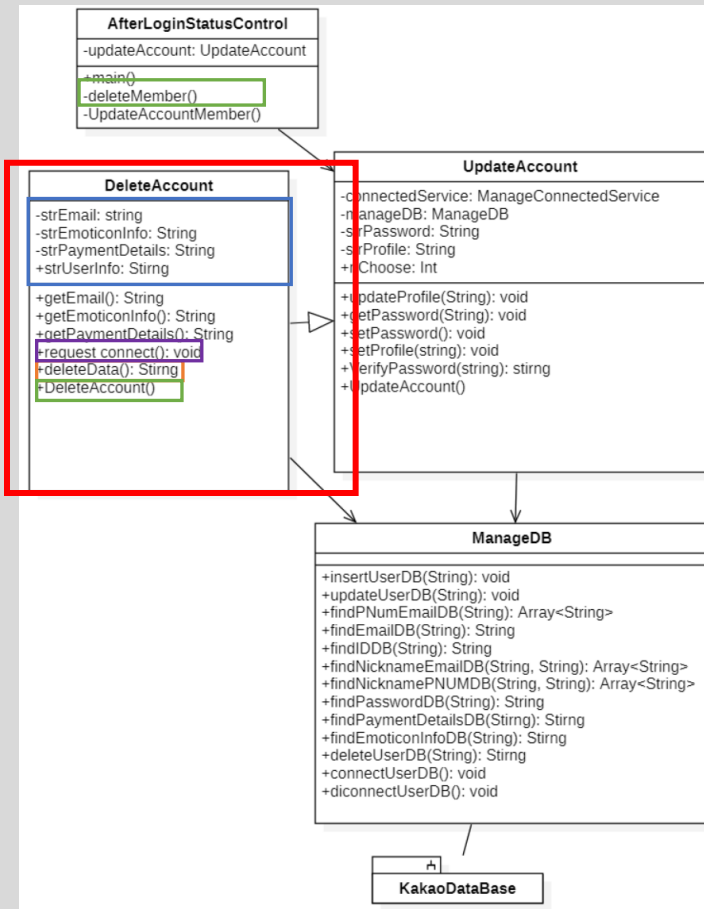 AfterLoginStatusControl
-updateAccount: UpdateAccount
+main()
-deleteMember()
-UpdateAccountMember()
DeleteAccount
-strEmail: string
-strEmoticonInfo: String
-strPaymentDetails: String
+strUserInfo: Stirng
+getEmail(): String
+getEmoticonInfo(): String
+getPaymentDetails(): String
+request connect(): void
+deleteData(): Stirng
+DeleteAccount()
UpdateAccount
-connectedService: ManageConnectedService
-manageDB: ManageDB
-strPassword: String
-strProfile: String
+nChoose: Int
+updateProfile(String): void
+getPassword(String): void
+setPassword(): void
+setProfile(string): void
+VerifyPassword(string): stirng
+UpdateAccount()
ManageDB
+insertUserDB(String): void
+updateUserDB(String): void
+findPNumEmailDB(String): Array<String>
+findEmailDB(String): String
+findIDDB(String): String
+findNicknameEmailDB(String, String): Array<String>
+findNicknamePNUMDB(String, String): Array<String>
+findPasswordDB(String): String
+findPaymentDetailsDB(Stirng): Stirng
+findEmoticonInfoDB(String): Stirng
+deleteUserDB(String): Stirng
+connectUserDB(): void
+diconnectUserDB(): void
KakaoDataBase